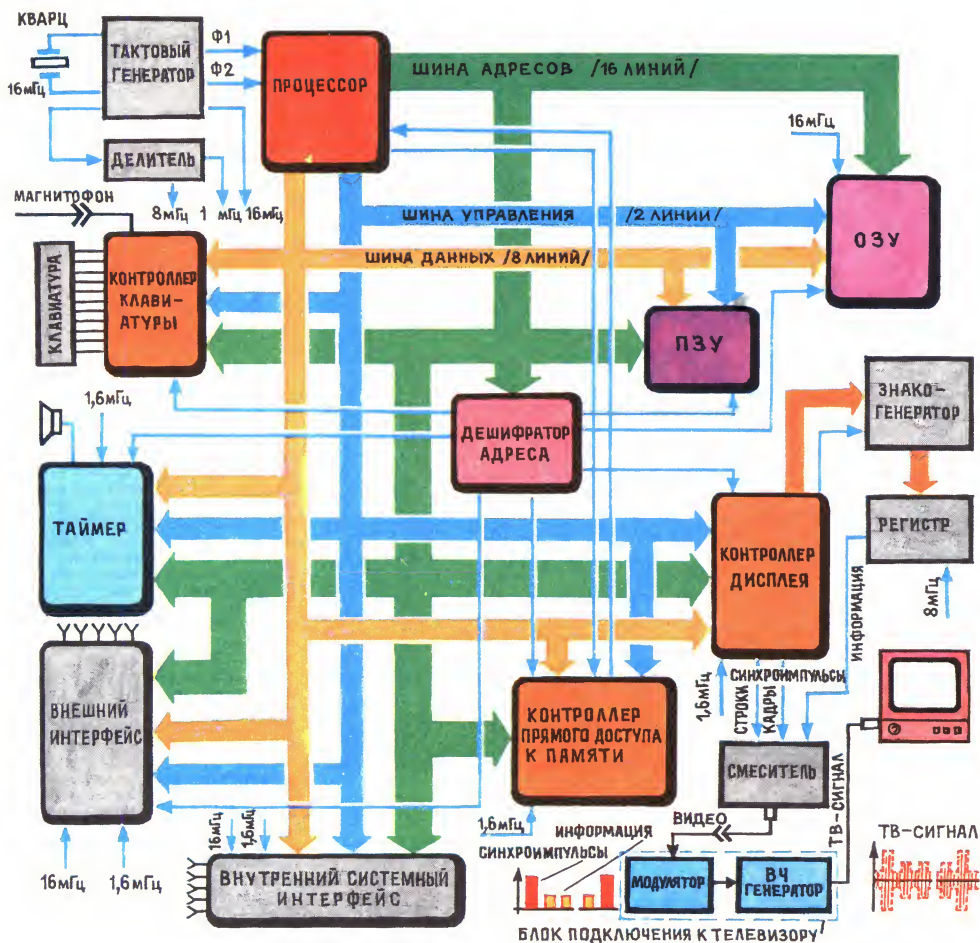 КВАРЦ
16мГц
ТАКТОВЫЙ
ГЕНЕРАТОР
Ф1
Ф2
ПРОЦЕССОР
ШИНА АДРЕСОВ /16 ЛИНИЙ/
ДЕЛИТЕЛЬ
8мГц 1 мГц 16мГц
16мГц
МАГНИТОФОН
КЛАВИАТУРА
КОНТРОЛЛЕР
КЛАВИ-
АТУРЫ
ШИНА УПРАВЛЕНИЯ /2 ЛИНИИ/
ШИНА ДАННЫХ /8 ЛИНИЙ/
ОЗУ
ПЗУ
1,6мГц
ДЕШИФРАТОР
АДРЕСА
ЗНАКО-
ГЕНЕРАТОР
ТАЙМЕР
КОНТРОЛЛЕР
ДИСПЛЕЯ
РЕГИСТР
8мГц
ИНФОРМАЦИЯ
ВНЕШНИЙ
ИНТЕРФЕЙС
16мГц
1,6мГц
КОНТРОЛЛЕР
ПРЯМОГО ДОСТУПА
К ПАМЯТИ
1,6мГц
1,6мГц
СИНХРОИМПУЛЬСЫ
СТРОКИ
КАДРЫ
СМЕСИТЕЛЬ
ВИДЕО
ТВ-СИГНАЛ
ТВ-СИГНАЛ
16мГц
1,6мГц
ВНУТРЕННИЙ СИСТЕМНЫЙ
ИНТЕРФЕЙС
ИНФОРМАЦИЯ
СИНХРОИМПУЛЬСЫ
МОДУЛЯТОР
ВЧ
ГЕНЕРАТОР
БЛОК ПОДКЛЮЧЕНИЯ К ТЕЛЕВИЗОРУ